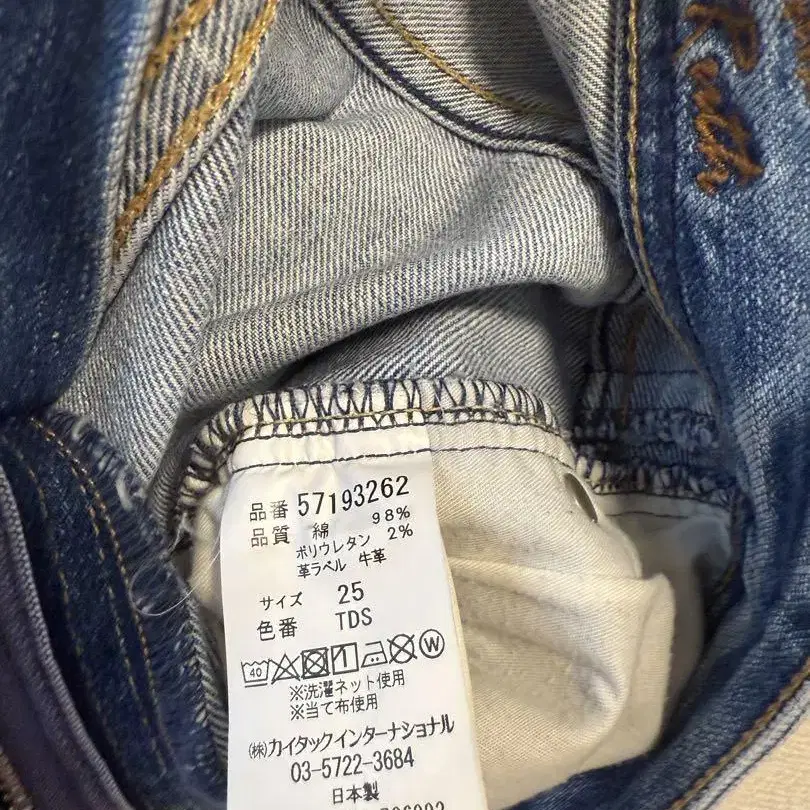 Ruth
品番 57193262
品質 綿 98%
ポリウレタン 2%
革ラベル 牛革
サイズ 25
色番 TDS
40 W
※洗濯ネット使用
※当て布使用
(株)カイタックインターナショナル
03-5722-3684
日本製